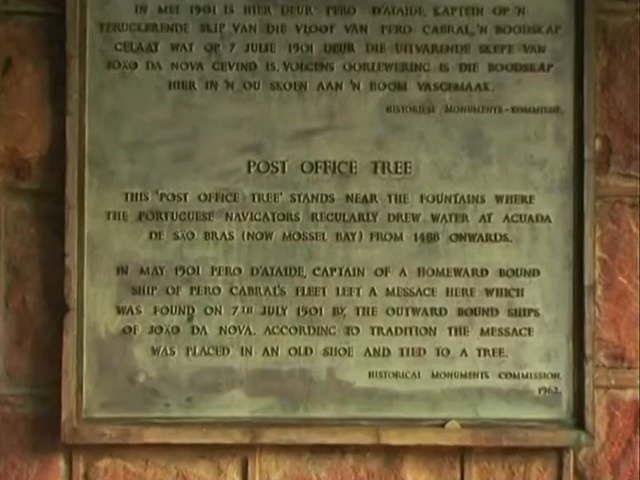 IN MEI 1501 IS HIER DEUR PERO D'ATAIDE, KAPTEIN OP 'N
TERUGKERENDE SKIP VAN DIE VLOOT VAN PERO CABRAL, 'N BOODSKAP
GELAAT WAT OP 7 JULIE 1501 DEUR DIE UITVARENDE SKEPE VAN
JOÃO DA NOVA GEVIND IS. VOLGENS OORLEWERING IS DIE BOODSKAP
HIER IN 'N OU SKOEN AAN 'N BOOM VASGEMAAK.
HISTORIESE MONUMENTE-KOMMISSIE.
POST OFFICE TREE
THIS 'POST OFFICE TREE' STANDS NEAR THE FOUNTAINS WHERE
THE PORTUGUESE NAVIGATORS REGULARLY DREW WATER AT AGUADA
DE SÃO BRAS (NOW MOSSEL BAY) FROM 1488 ONWARDS.
IN MAY 1501 PERO D'ATAIDE, CAPTAIN OF A HOMEWARD BOUND
SHIP OF PERO CABRAL'S FLEET LEFT A MESSAGE HERE WHICH
WAS FOUND ON 7TH JULY 1501 BY THE OUTWARD BOUND SHIPS
OF JOÃO DA NOVA. ACCORDING TO TRADITION THE MESSAGE
WAS PLACED IN AN OLD SHOE AND TIED TO A TREE.
HISTORICAL MONUMENTS COMMISSION.
1962.